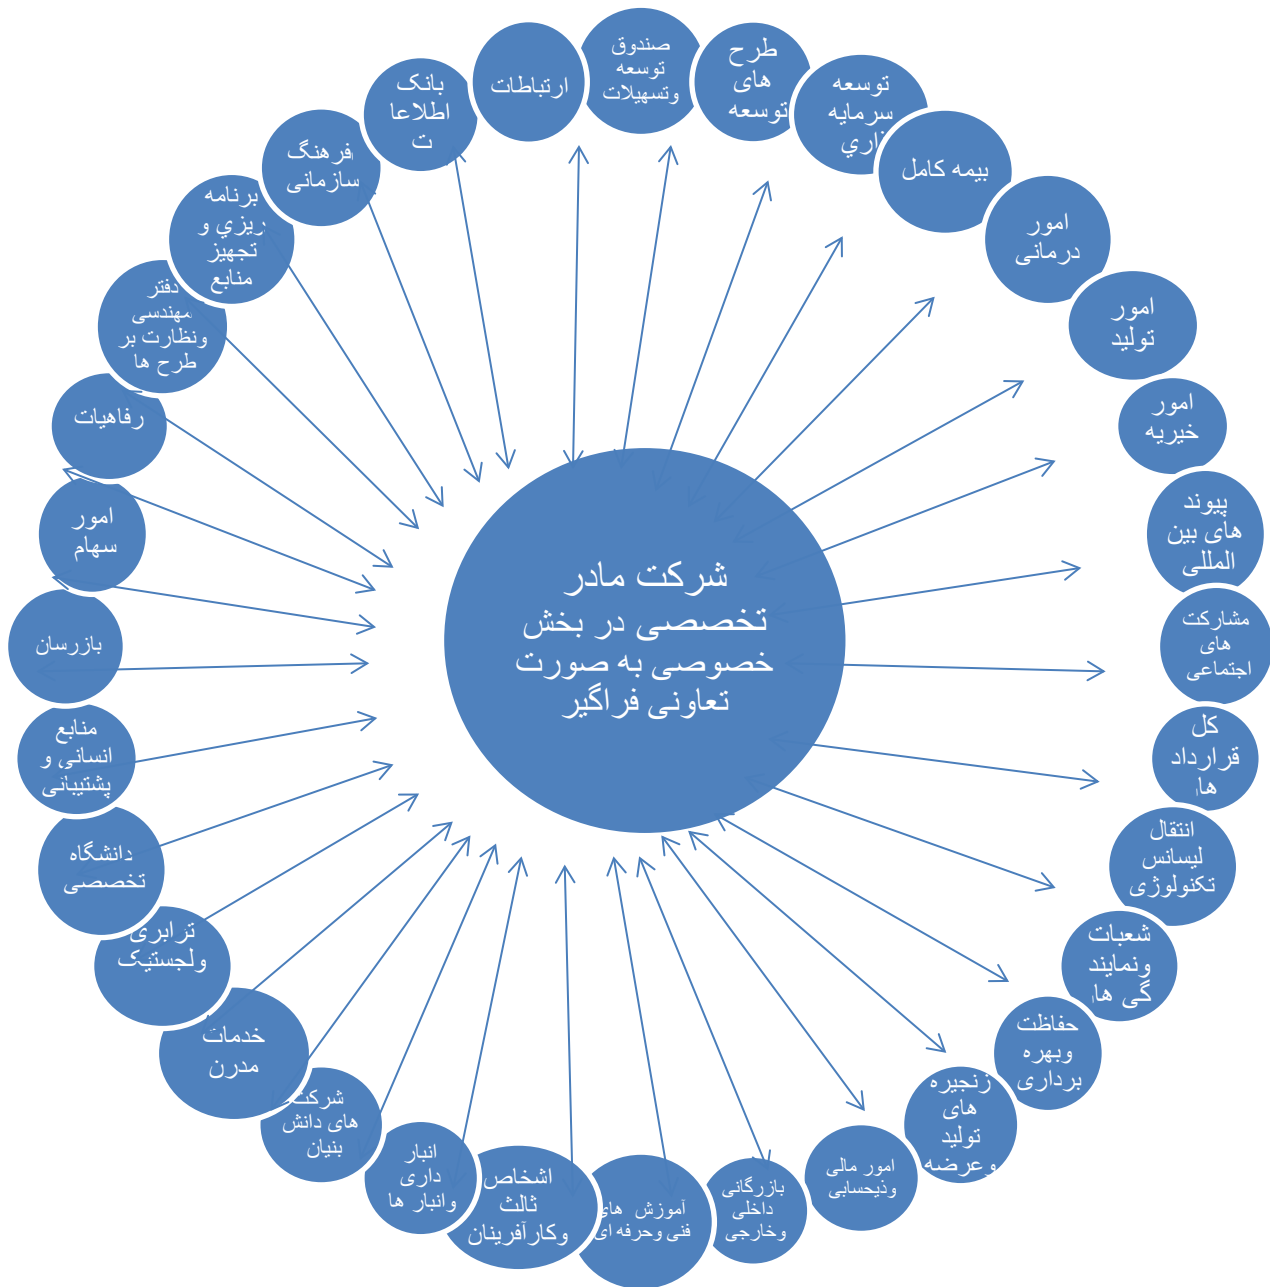 صندوق
توسعه
وتسهیلات
طرح
های
توسعه
توسعه
سرمایه
بیمه کامل
امور
درمانی
امور
تولید
امور
خیریه
پیوند
های بین
المللی
مشارکت
های
اجتماعی
کل
قرارداد
ها
انتقال
لیسانس
تکنولوژی
شعبات
ونمایند
گی ها
حفاظت
وبهره
برداری
زنجیره
های
تولید
وعرضه
امور مالی
وذیحسابی
بازرگانی
داخلی
وخارجی
آموزش های
فنی وحرفه ای
اشخاص
ثالث
وکارآفرینان
انبار
داری
وانبار ها
شرکت
های دانش
بنیان
خدمات
مدرن
ترابری
ولجستیک
دانشگاه
تخصصی
منابع
انسانی و
پشتیبانی
بازرسان
امور
سهام
رفاهیات
دفتر
مهندسی
ونظارت بر
طرح ها
برنامه
ریزي و
تجهیز
منابع
فرهنگ
سازمانی
بانک
اطلاعا
ت
ارتباطات
شرکت مادر
تخصصی در بخش
خصوصی به صورت
تعاونی فراگیر